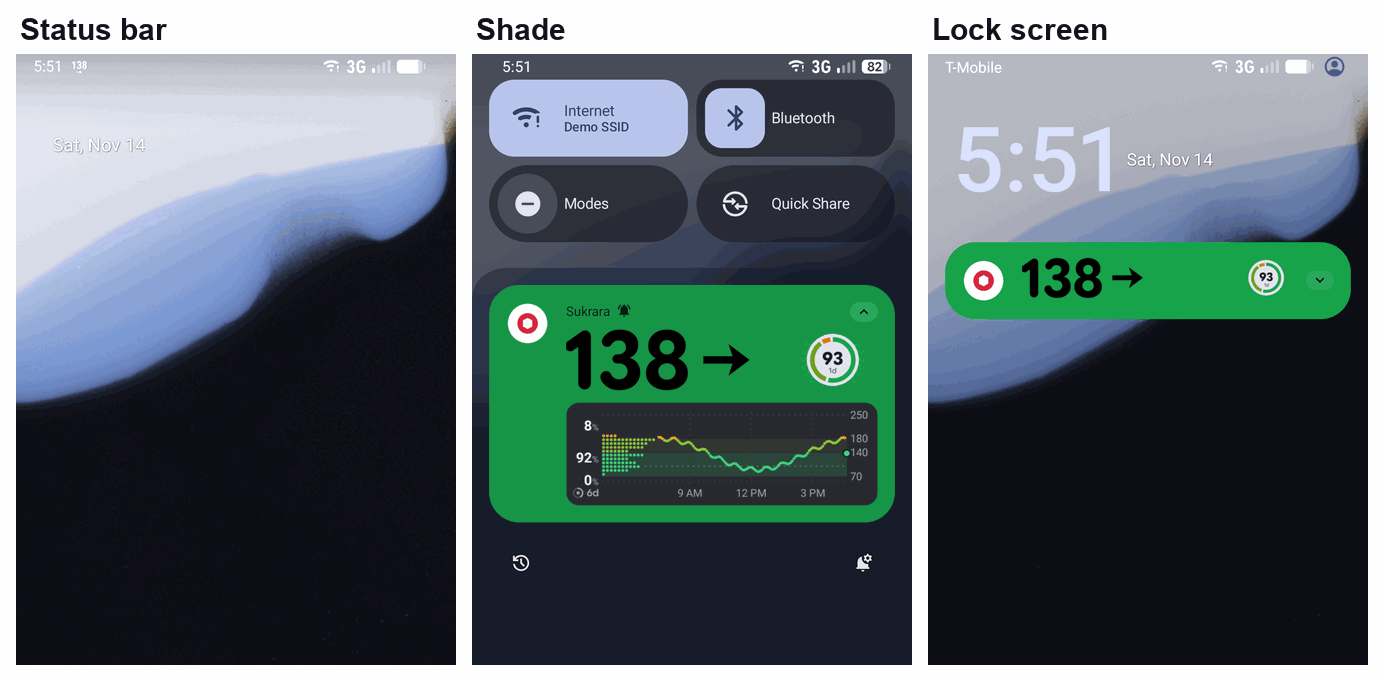 Status bar
5:51 138 → 3G
Sat, Nov 14
Shade
5:51 3G 82
Internet
Demo SSID
Bluetooth
Modes
Quick Share
Sukrara
138 →
93
1d
8%
92%
0%
6d
250
180
140
70
9 AM 12 PM 3 PM
Lock screen
T-Mobile 3G
5:51 Sat, Nov 14
138 →
93
1d